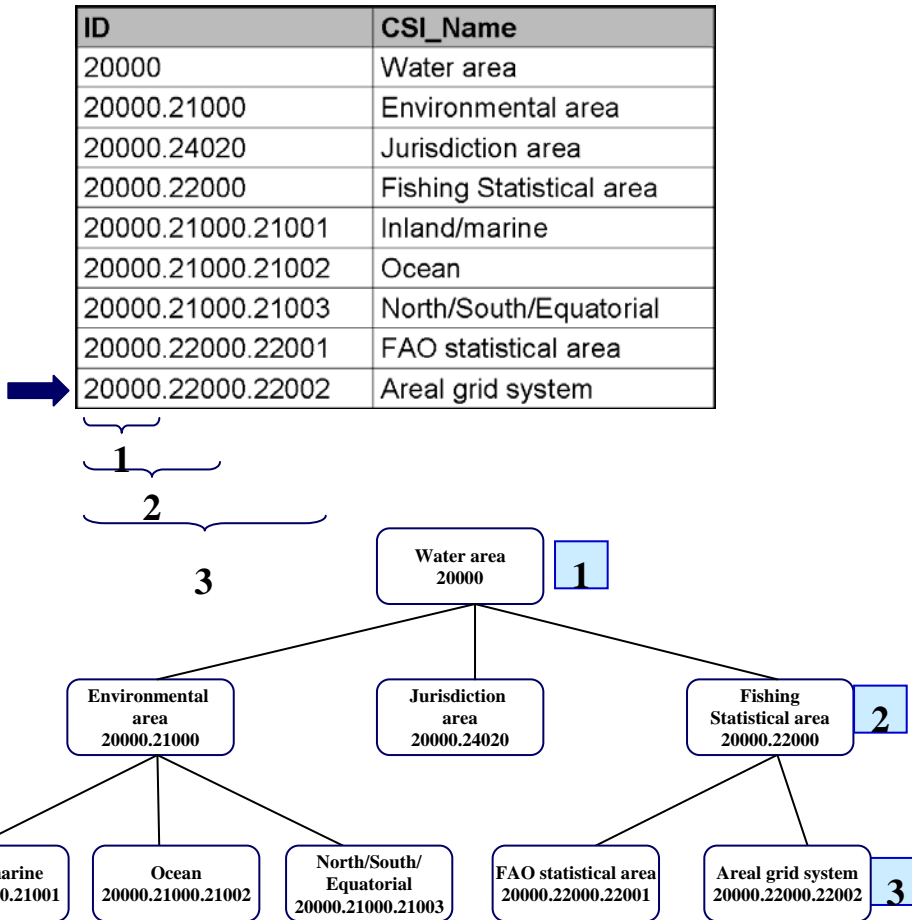 ID CSI_Name
20000 Water area
20000.21000 Environmental area
20000.24020 Jurisdiction area
20000.22000 Fishing Statistical area
20000.21000.21001 Inland/marine
20000.21000.21002 Ocean
20000.21000.21003 North/South/Equatorial
20000.22000.22001 FAO statistical area
20000.22000.22002 Areal grid system
1
2
3
Water area
20000
1
Environmental
area
20000.21000
Jurisdiction
area
20000.24020
Fishing
Statistical area
20000.22000
2
arine
0.21001
Ocean
20000.21000.21002
North/South/
Equatorial
20000.21000.21003
FAO statistical area
20000.22000.22001
Areal grid system
20000.22000.22002
3